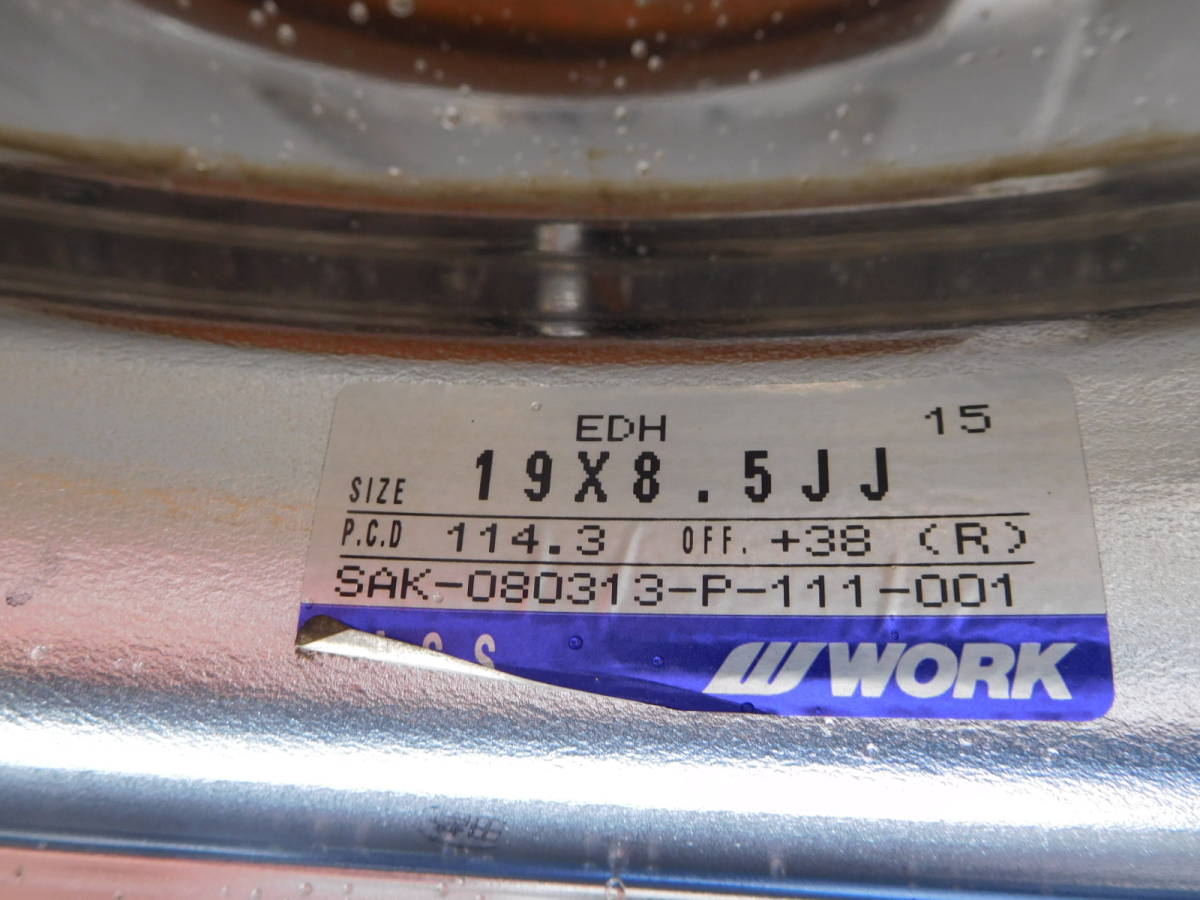 EDH 15
SIZE 19X8.5JJ
P.C.D 114.3 OFF. +38 (R)
SAK-080313-P-111-001
W WORK